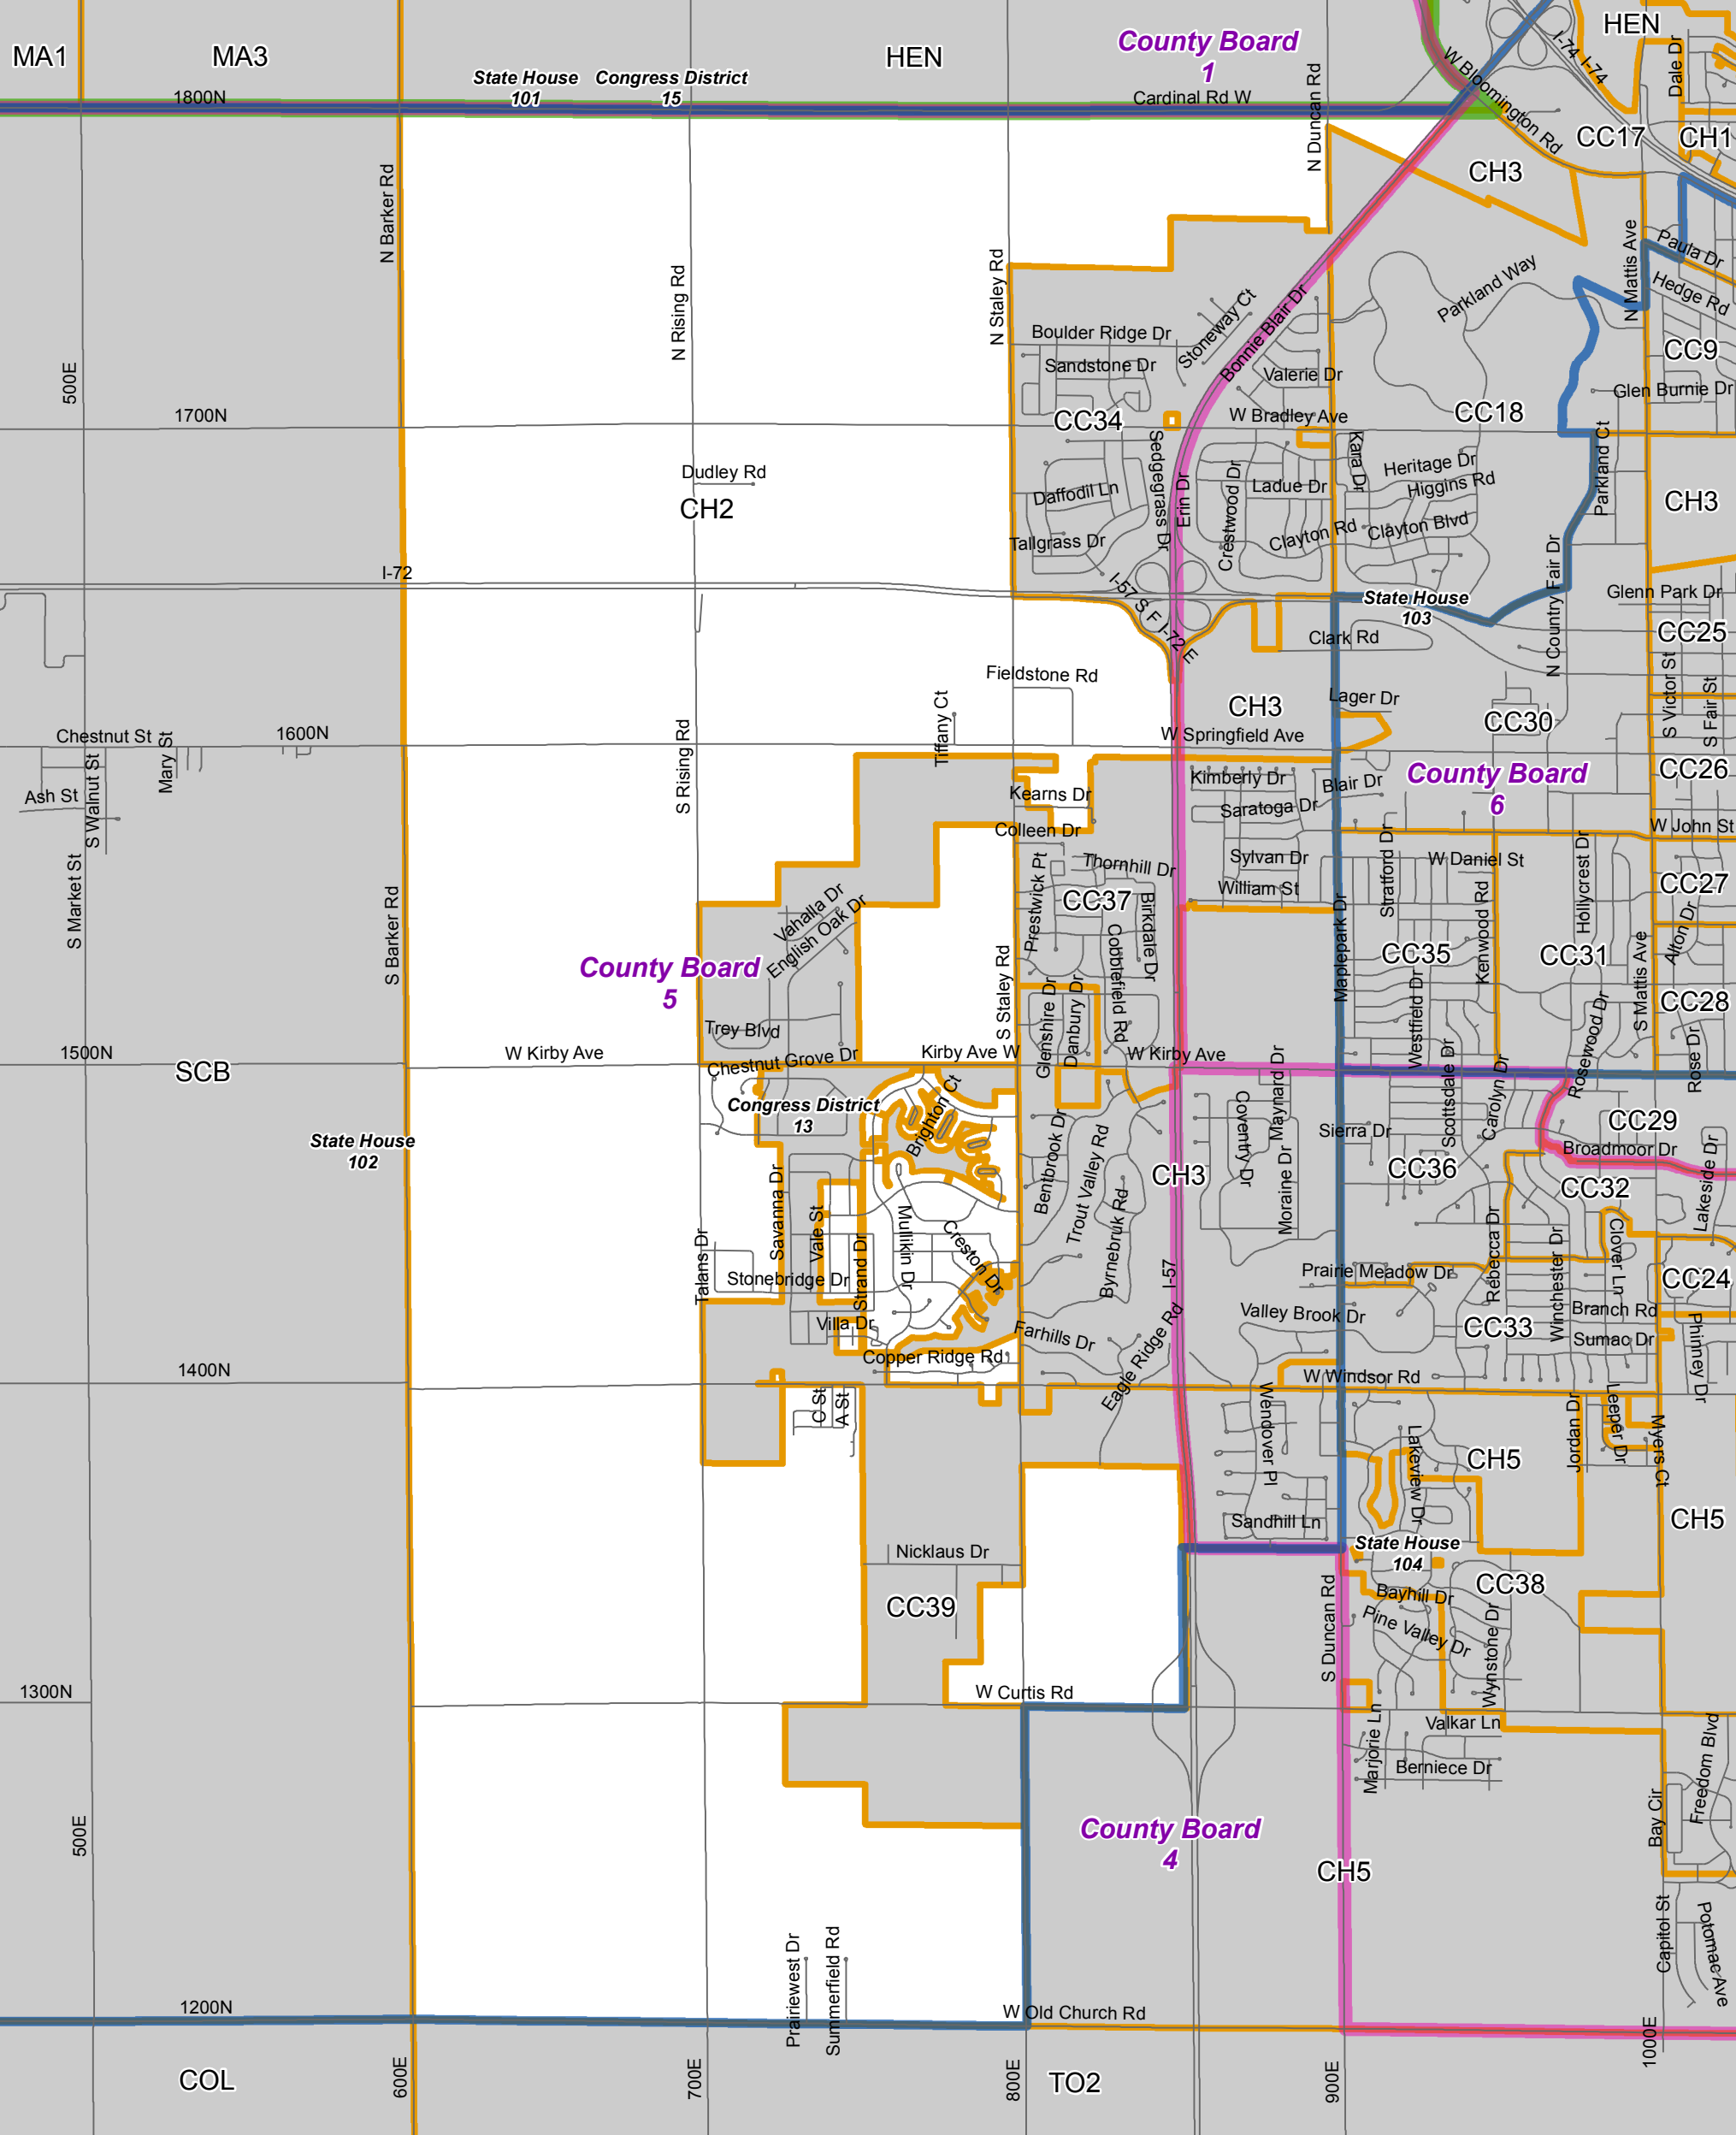 MA1
MA3
HEN
County Board
1
HEN
State House
101
Congress District
15
1800N
Cardinal Rd W
N Duncan Rd
W Bloomington Rd
I-74 I-74
Dale Dr
CC17
CH1
CH3
N Barker Rd
N Rising Rd
N Staley Rd
N Mattis Ave
Paula Dr
Hedge Rd
Parkland Way
Stoneway Ct
Bonnie Blair Dr
Boulder Ridge Dr
Sandstone Dr
Valerie Dr
CC9
Glen Burnie Dr
500E
1700N
CC34
W Bradley Ave
CC18
Parkland Ct
Dudley Rd
CH2
Daffodil Ln
Sedgegrass Dr
Erin Dr
Crestwood Dr
Ladue Dr
Kara Dr
Heritage Dr
Higgins Rd
CH3
Tallgrass Dr
Clayton Rd
Clayton Blvd
I-72
I-57 S F I-72 E
State House
103
N Country Fair Dr
Glenn Park Dr
CC25
Clark Rd
Fieldstone Rd
Tiffany Ct
CH3
Lager Dr
CC30
S Victor St
S Fair St
Chestnut St
1600N
Mary St
S Walnut St
Ash St
S Market St
S Rising Rd
W Springfield Ave
Kimberly Dr
Blair Dr
County Board
6
CC26
Kearns Dr
Saratoga Dr
Colleen Dr
W John St
Thornhill Dr
Sylvan Dr
Stratford Dr
W Daniel St
Hollycrest Dr
S Barker Rd
Valhalla Dr
English Oak Dr
Prestwick Pt
CC37
Birkdale Dr
William St
Kenwood Rd
CC27
Alton Dr
County Board
5
S Staley Rd
Cobblefield Rd
Maplepark Dr
CC35
CC31
S Mattis Ave
CC28
Trey Blvd
Glenshire Dr
Danbury Dr
Westfield Dr
Rosewood Dr
Rose Dr
1500N
SCB
W Kirby Ave
Chestnut Grove Dr
Kirby Ave W
W Kirby Ave
Scottsdale Dr
Carolyn Dr
Congress District
13
Brighton Ct
Bentbrook Dr
Trout Valley Rd
Coventry Dr
Maynard Dr
Sierra Dr
CC29
Broadmoor Dr
State House
102
CH3
Moraine Dr
CC36
CC32
Lakeside Dr
Savanna Dr
Vale St
Mullikin Dr
Creston Dr
Byrnebruk Rd
Rebecca Dr
Winchester Dr
Clover Ln
Talans Dr
Stonebridge Dr
Strand Dr
I-57
Prairie Meadow Dr
CC24
Villa Dr
Farhills Dr
Eagle Ridge Rd
Valley Brook Dr
CC33
Branch Rd
Sumac Dr
Phinney Dr
1400N
Copper Ridge Rd
W Windsor Rd
C St
A St
Wendover Pl
Lakeview Dr
Jordan Dr
Leeper Dr
Myers Ct
CH5
CH5
Sandhill Ln
Nicklaus Dr
State House
104
CC39
S Duncan Rd
Bayhill Dr
CC38
Pine Valley Dr
Wynstone Dr
1300N
W Curtis Rd
Marjorie Ln
Valkar Ln
Berniece Dr
Freedom Blvd
Bay Cir
500E
County Board
4
CH5
Prairiewest Dr
Summerfield Rd
Capitol St
Potomac Ave
1200N
W Old Church Rd
COL
600E
700E
800E
TO2
900E
1000E